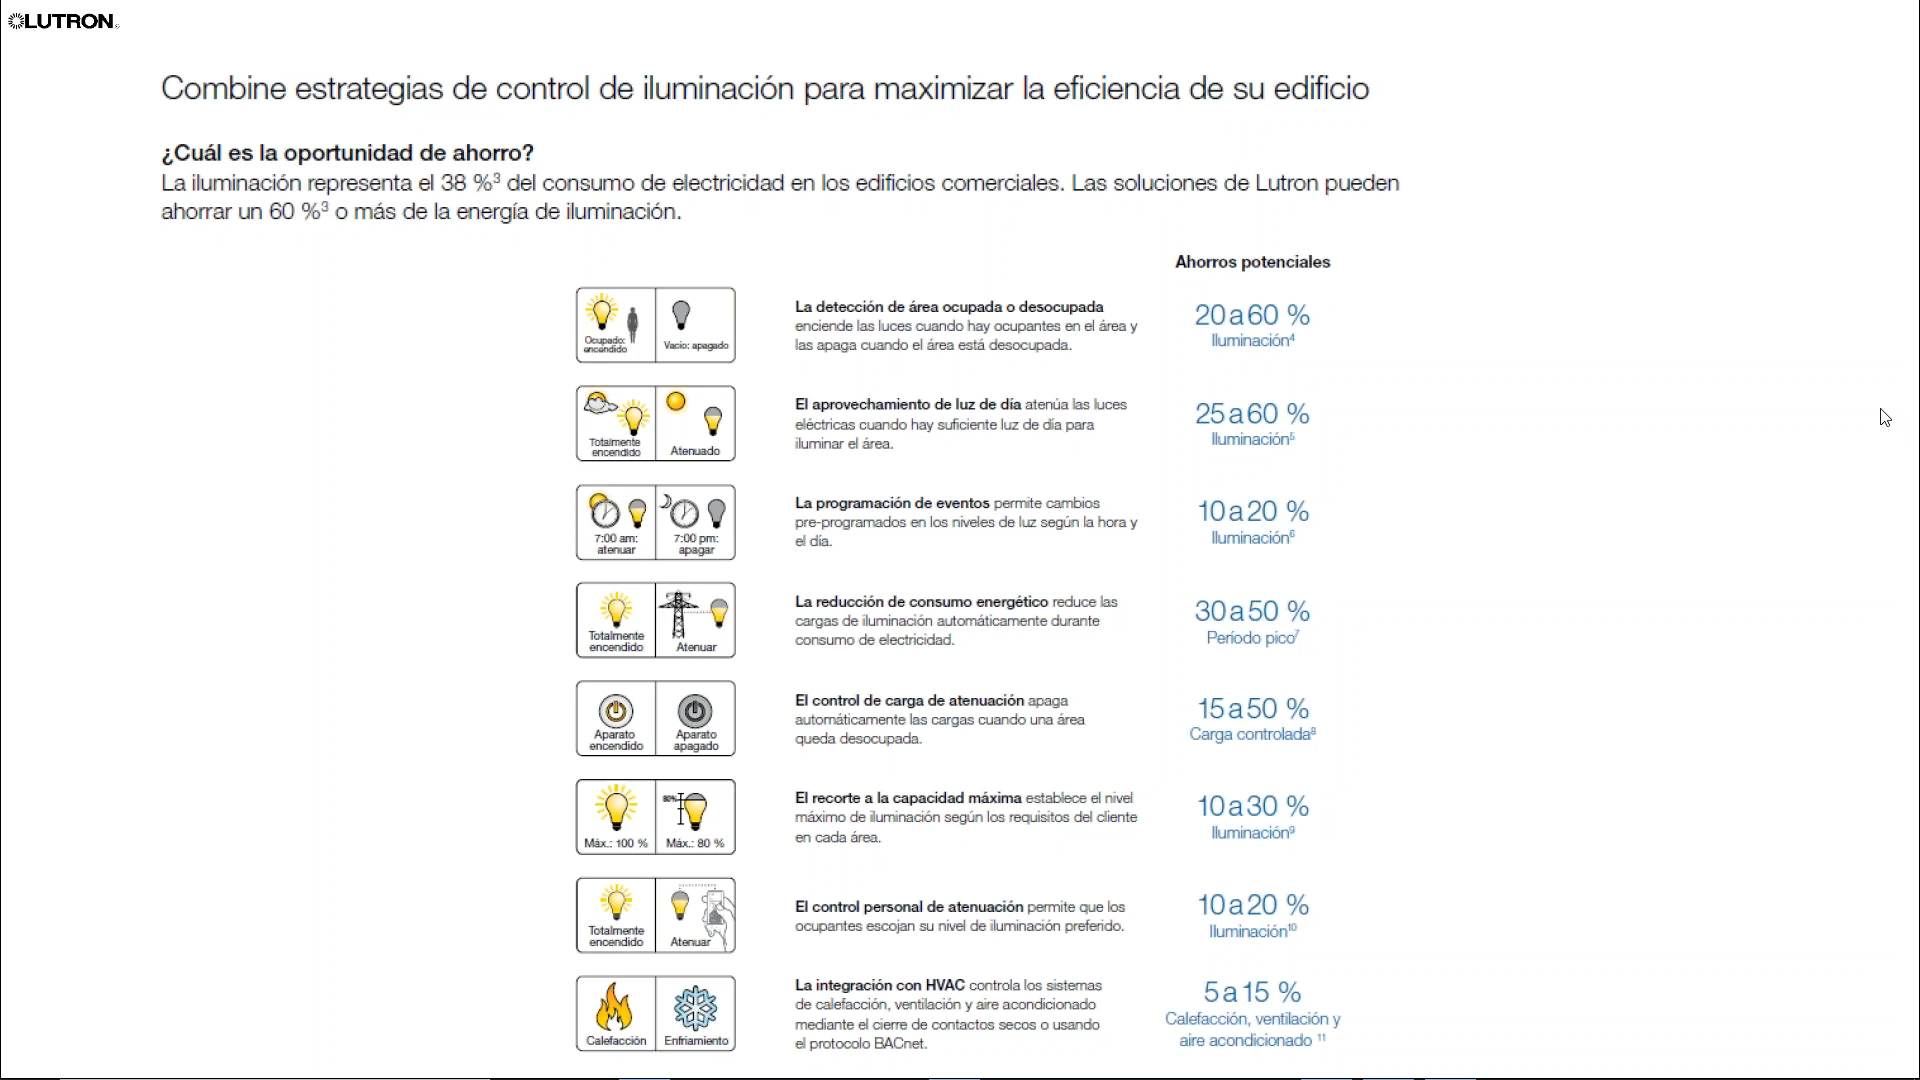 LUTRON
Combine estrategias de control de iluminación para maximizar la eficiencia de su edificio
¿Cuál es la oportunidad de ahorro?
La iluminación representa el 38 %³ del consumo de electricidad en los edificios comerciales. Las soluciones de Lutron pueden
ahorrar un 60 %³ o más de la energía de iluminación.
Ahorros potenciales
Ocupado:
encendido
Vacío: apagado
La detección de área ocupada o desocupada
enciende las luces cuando hay ocupantes en el área y
las apaga cuando el área está desocupada.
20 a 60 %
Iluminación⁴
Totalmente
encendido
Atenuado
El aprovechamiento de luz de día atenúa las luces
eléctricas cuando hay suficiente luz de día para
iluminar el área.
25 a 60 %
Iluminación⁵
7:00 am:
atenuar
7:00 pm:
apagar
La programación de eventos permite cambios
pre-programados en los niveles de luz según la hora y
el día.
10 a 20 %
Iluminación⁶
Totalmente
encendido
Atenuar
La reducción de consumo energético reduce las
cargas de iluminación automáticamente durante
consumo de electricidad.
30 a 50 %
Período pico⁷
Aparato
encendido
Aparato
apagado
El control de carga de atenuación apaga
automáticamente las cargas cuando una área
queda desocupada.
15 a 50 %
Carga controlada⁸
Máx.: 100 %
80%
Máx.: 80 %
El recorte a la capacidad máxima establece el nivel
máximo de iluminación según los requisitos del cliente
en cada área.
10 a 30 %
Iluminación⁹
Totalmente
encendido
Atenuar
El control personal de atenuación permite que los
ocupantes escojan su nivel de iluminación preferido.
10 a 20 %
Iluminación¹⁰
Calefacción
Enfriamiento
La integración con HVAC controla los sistemas
de calefacción, ventilación y aire acondicionado
mediante el cierre de contactos secos o usando
el protocolo BACnet.
5 a 15 %
Calefacción, ventilación y
aire acondicionado ¹¹